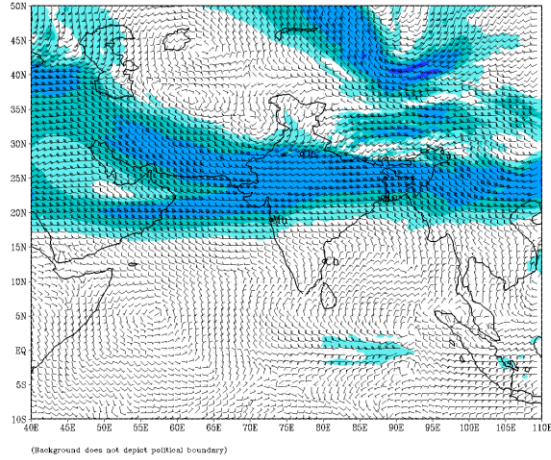 50N
45N
40N
35N
30N
25N
20N
15N
10N
5N
EQ
5S
10S
40E 45E 50E 55E 60E 65E 70E 75E 80E 85E 90E 95E 100E 105E 110E
(Background does not depict political boundary)